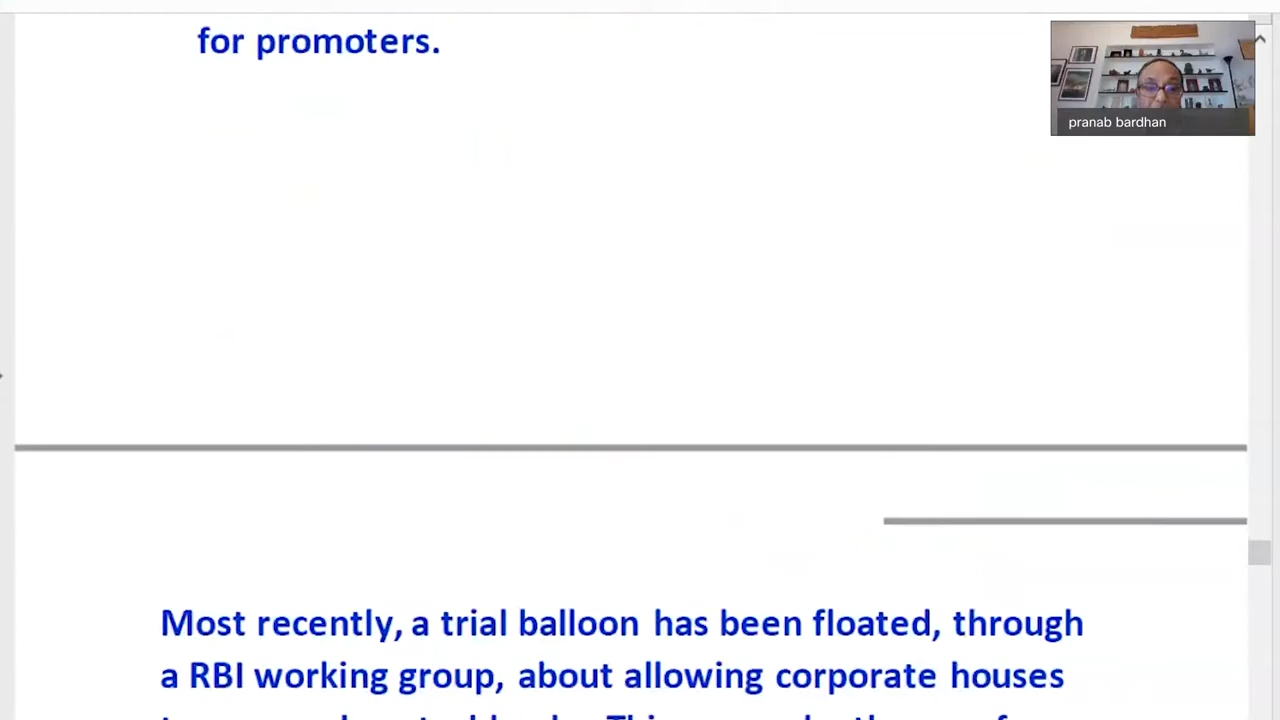 for promoters.
pranab bardhan
Most recently, a trial balloon has been floated, through
a RBI working group, about allowing corporate houses